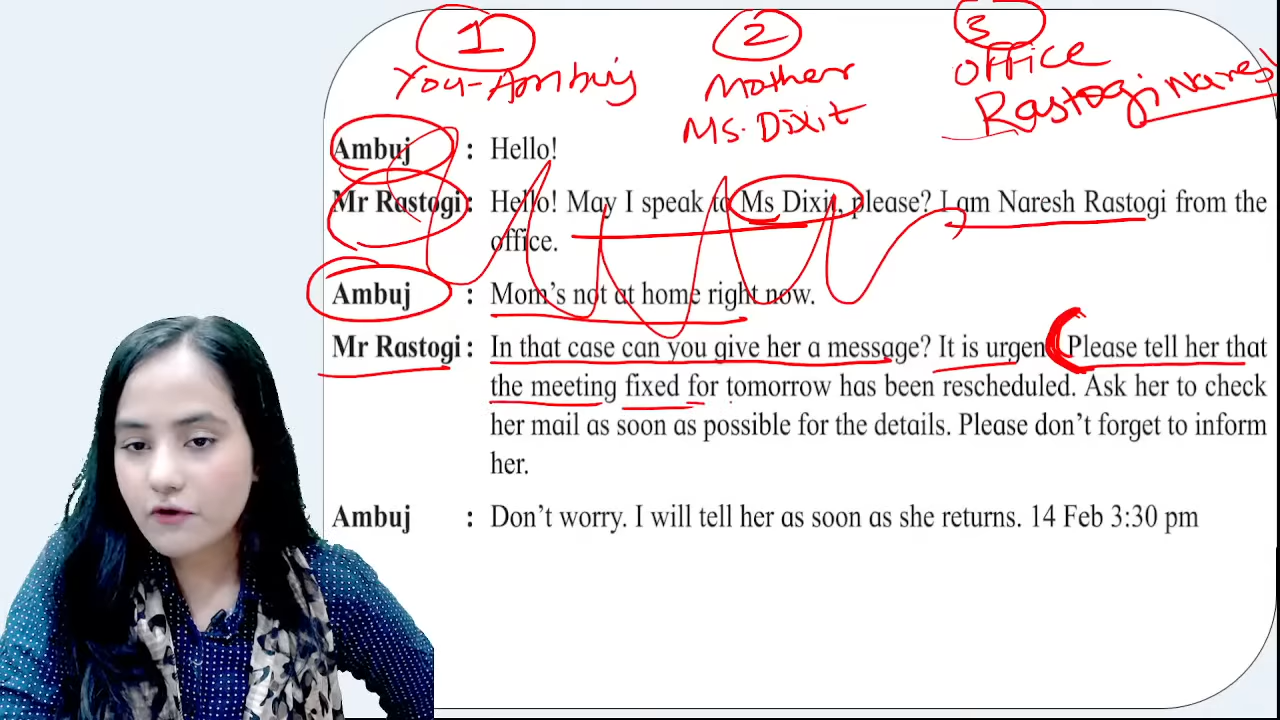 1 2 3
You-Ambuj Mother Office
Ms. Dixit Rastogi Naresh
Ambuj : Hello!
Mr Rastogi : Hello! May I speak to Ms Dixit, please? I am Naresh Rastogi from the
office.
Ambuj : Mom's not at home right now.
Mr Rastogi : In that case can you give her a message? It is urgent Please tell her that
the meeting fixed for tomorrow has been rescheduled. Ask her to check
her mail as soon as possible for the details. Please don't forget to inform
her.
Ambuj : Don't worry. I will tell her as soon as she returns. 14 Feb 3:30 pm